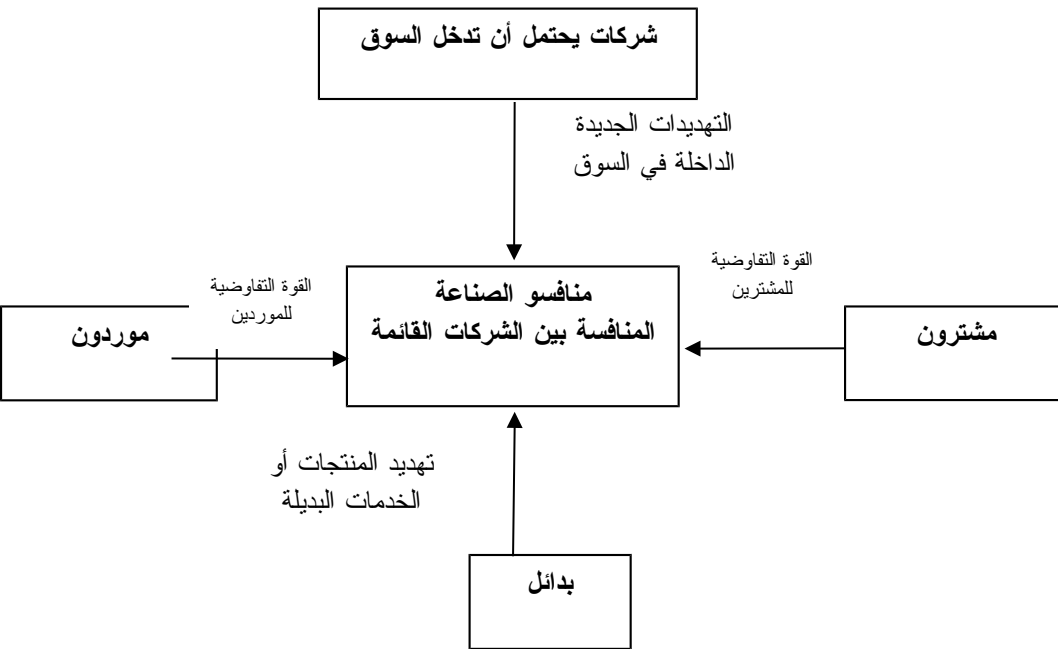 شركات يحتمل أن تدخل السوق
التهديدات الجديدة
الداخلة في السوق
القوة التفاوضية
للمشترين
مشترون
منافسو الصناعة
المنافسة بين الشركات القائمة
القوة التفاوضية
للموردين
موردون
تهديد المنتجات أو
الخدمات البديلة
بدائل